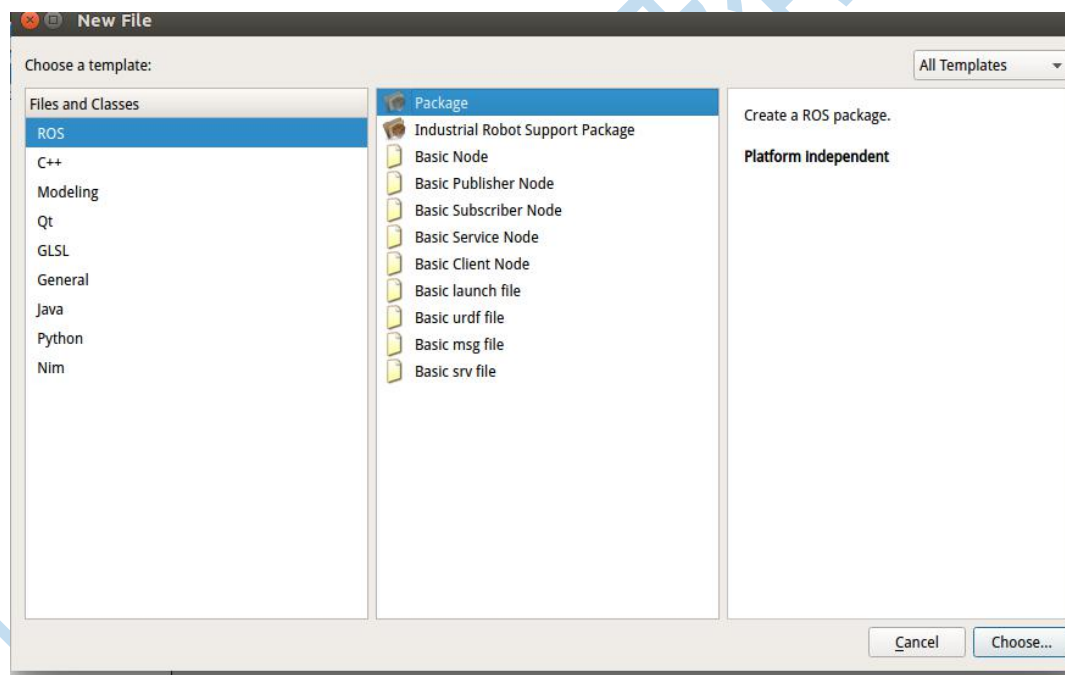 New File
Choose a template:
All Templates
Files and Classes
ROS
C++
Modeling
Qt
GLSL
General
Java
Python
Nim
Package
Industrial Robot Support Package
Basic Node
Basic Publisher Node
Basic Subscriber Node
Basic Service Node
Basic Client Node
Basic launch file
Basic urdf file
Basic msg file
Basic srv file
Create a ROS package.
Platform Independent
Cancel
Choose...